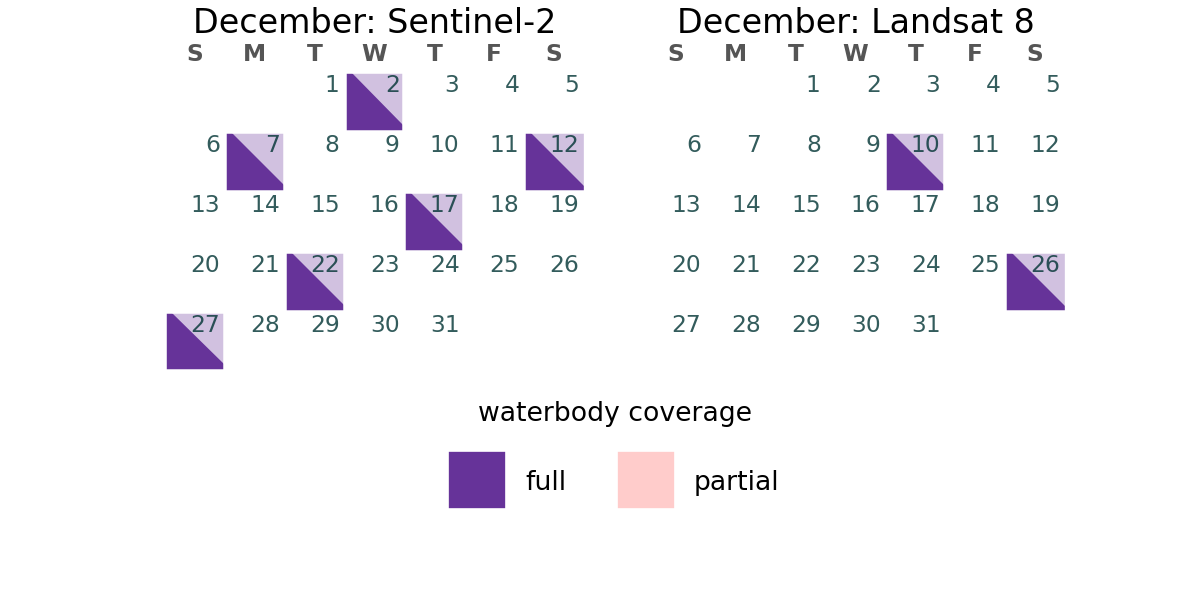 December: Sentinel-2
S M T W T F S
1 2 3 4 5
6 7 8 9 10 11 12
13 14 15 16 17 18 19
20 21 22 23 24 25 26
27 28 29 30 31
December: Landsat 8
S M T W T F S
1 2 3 4 5
6 7 8 9 10 11 12
13 14 15 16 17 18 19
20 21 22 23 24 25 26
27 28 29 30 31
waterbody coverage
full partial